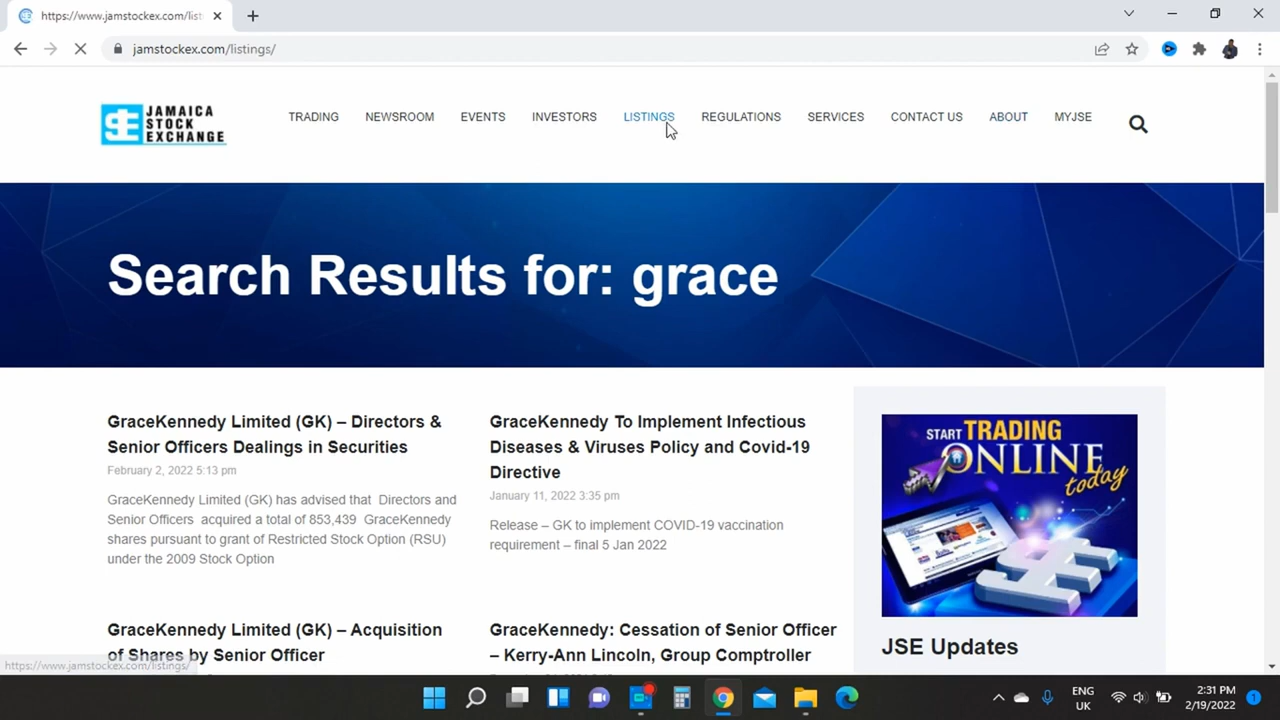 https://www.jamstockex.com/list
jamstockex.com/listings/
JAMAICA
STOCK
EXCHANGE
TRADING NEWSROOM EVENTS INVESTORS LISTINGS REGULATIONS SERVICES CONTACT US ABOUT MYJSE
Search Results for: grace
GraceKennedy Limited (GK) – Directors &
Senior Officers Dealings in Securities
February 2, 2022 5:13 pm
GraceKennedy Limited (GK) has advised that Directors and
Senior Officers acquired a total of 853,439 GraceKennedy
shares pursuant to grant of Restricted Stock Option (RSU)
under the 2009 Stock Option
GraceKennedy To Implement Infectious
Diseases & Viruses Policy and Covid-19
Directive
January 11, 2022 3:35 pm
Release – GK to implement COVID-19 vaccination
requirement – final 5 Jan 2022
START TRADING
ONLINE
today
JSE Updates
GraceKennedy Limited (GK) – Acquisition
of Shares by Senior Officer
GraceKennedy: Cessation of Senior Officer
– Kerry-Ann Lincoln, Group Comptroller
https://www.jamstockex.com/listings/
ENG
UK
2:31 PM
2/19/2022
1